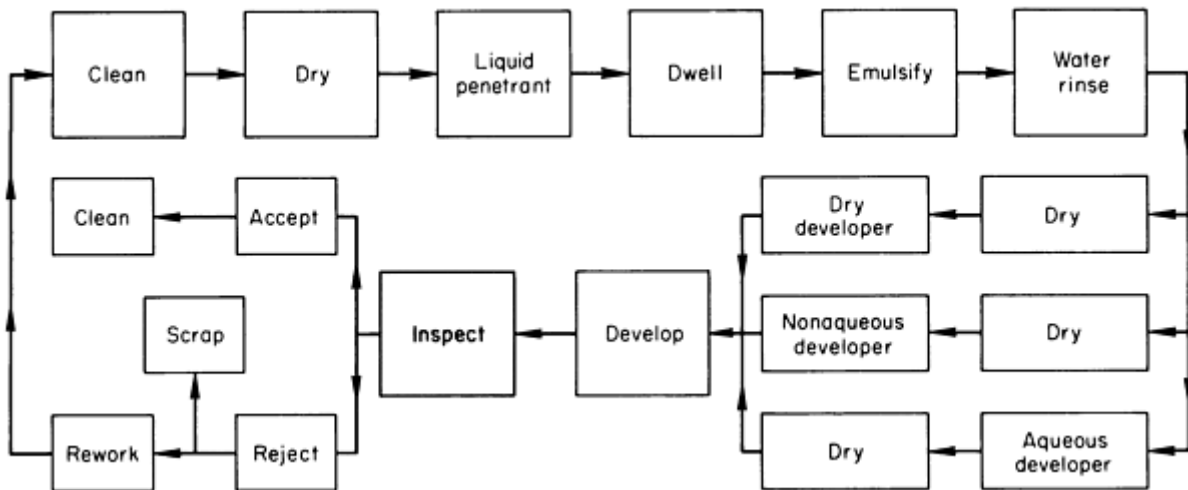 Clean
Dry
Liquid
penetrant
Dwell
Emulsify
Water
rinse
Clean
Accept
Dry
developer
Dry
Scrap
Inspect
Develop
Nonaqueous
developer
Dry
Rework
Reject
Dry
Aqueous
developer